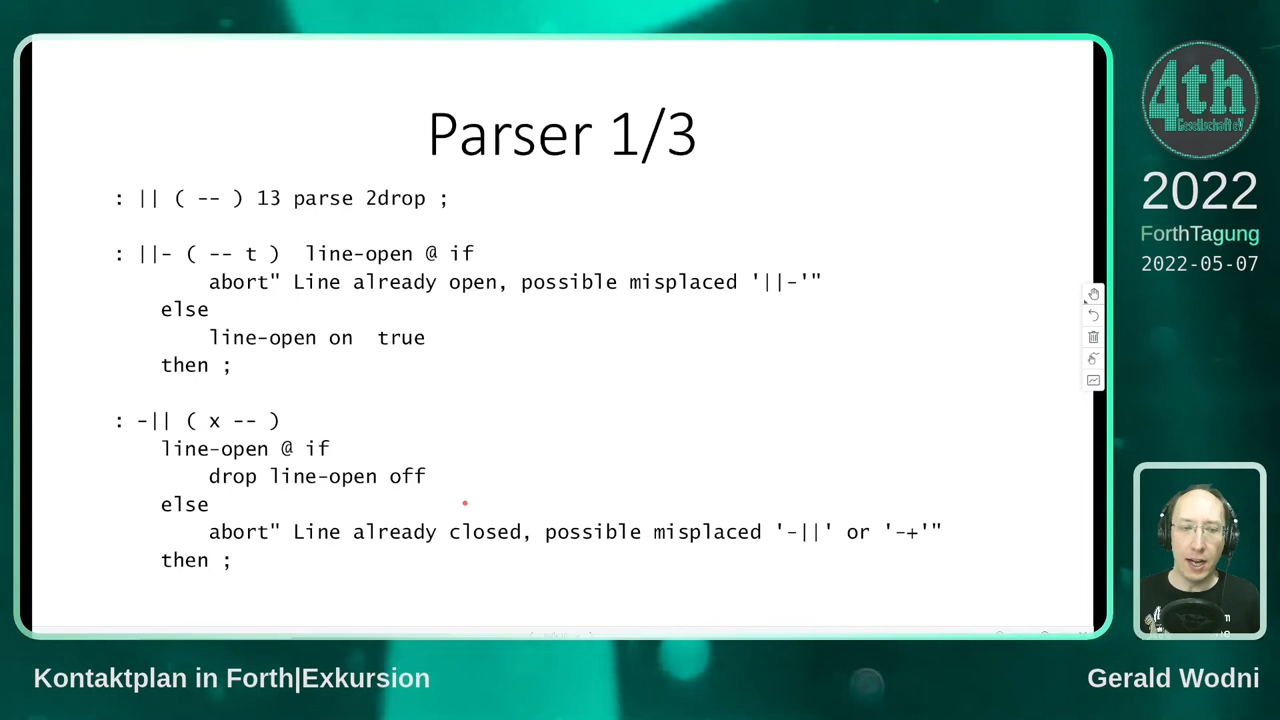 Parser 1/3
: || ( -- ) 13 parse 2drop ;
: ||- ( -- t )  line-open @ if
abort" Line already open, possible misplaced '||-'"
else
line-open on  true
then ;
: -|| ( x -- )
line-open @ if
drop line-open off
else
abort" Line already closed, possible misplaced '-||' or '-+'"
then ;
4th
Gesellschaft eV
2022
ForthTagung
2022-05-07
Kontaktplan in Forth|Exkursion
Gerald Wodni